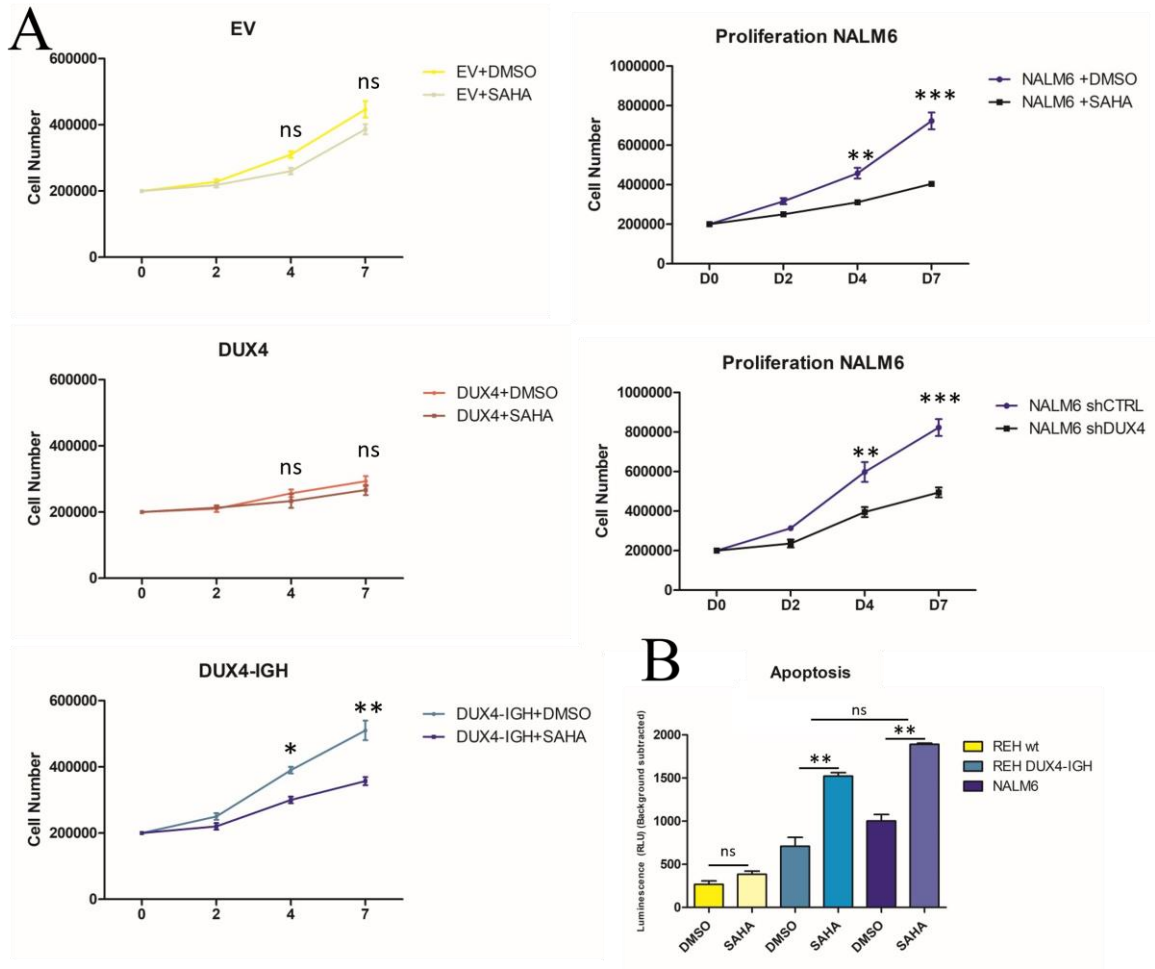 A
EV
600000
400000
200000
0
Cell Number
0 2 4 7
ns
ns
EV+DMSO
EV+SAHA
Proliferation NALM6
1000000
800000
600000
400000
200000
0
Cell Number
D0 D2 D4 D7
**
***
NALM6 +DMSO
NALM6 +SAHA
DUX4
600000
400000
200000
0
Cell Number
0 2 4 7
ns
ns
DUX4+DMSO
DUX4+SAHA
Proliferation NALM6
1000000
800000
600000
400000
200000
0
Cell Number
D0 D2 D4 D7
**
***
NALM6 shCTRL
NALM6 shDUX4
DUX4-IGH
600000
400000
200000
0
Cell Number
0 2 4 7
*
**
DUX4-IGH+DMSO
DUX4-IGH+SAHA
B
Apoptosis
2000
1500
1000
500
0
Luminescence (RLU) (Background subtracted)
ns
**
ns
**
DMSO SAHA DMSO SAHA DMSO SAHA
REH wt
REH DUX4-IGH
NALM6